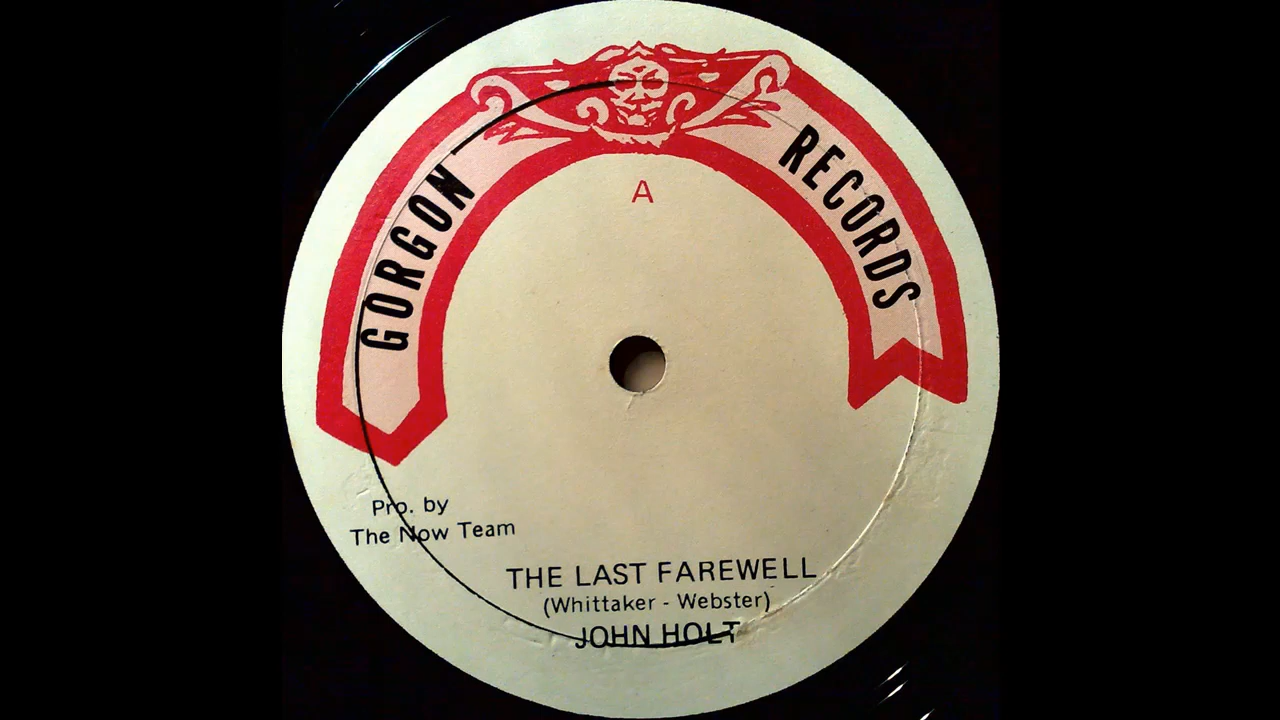 GORGON RECORDS
A
Pro. by
The Now Team
THE LAST FAREWELL
(Whittaker - Webster)
JOHN HOLT